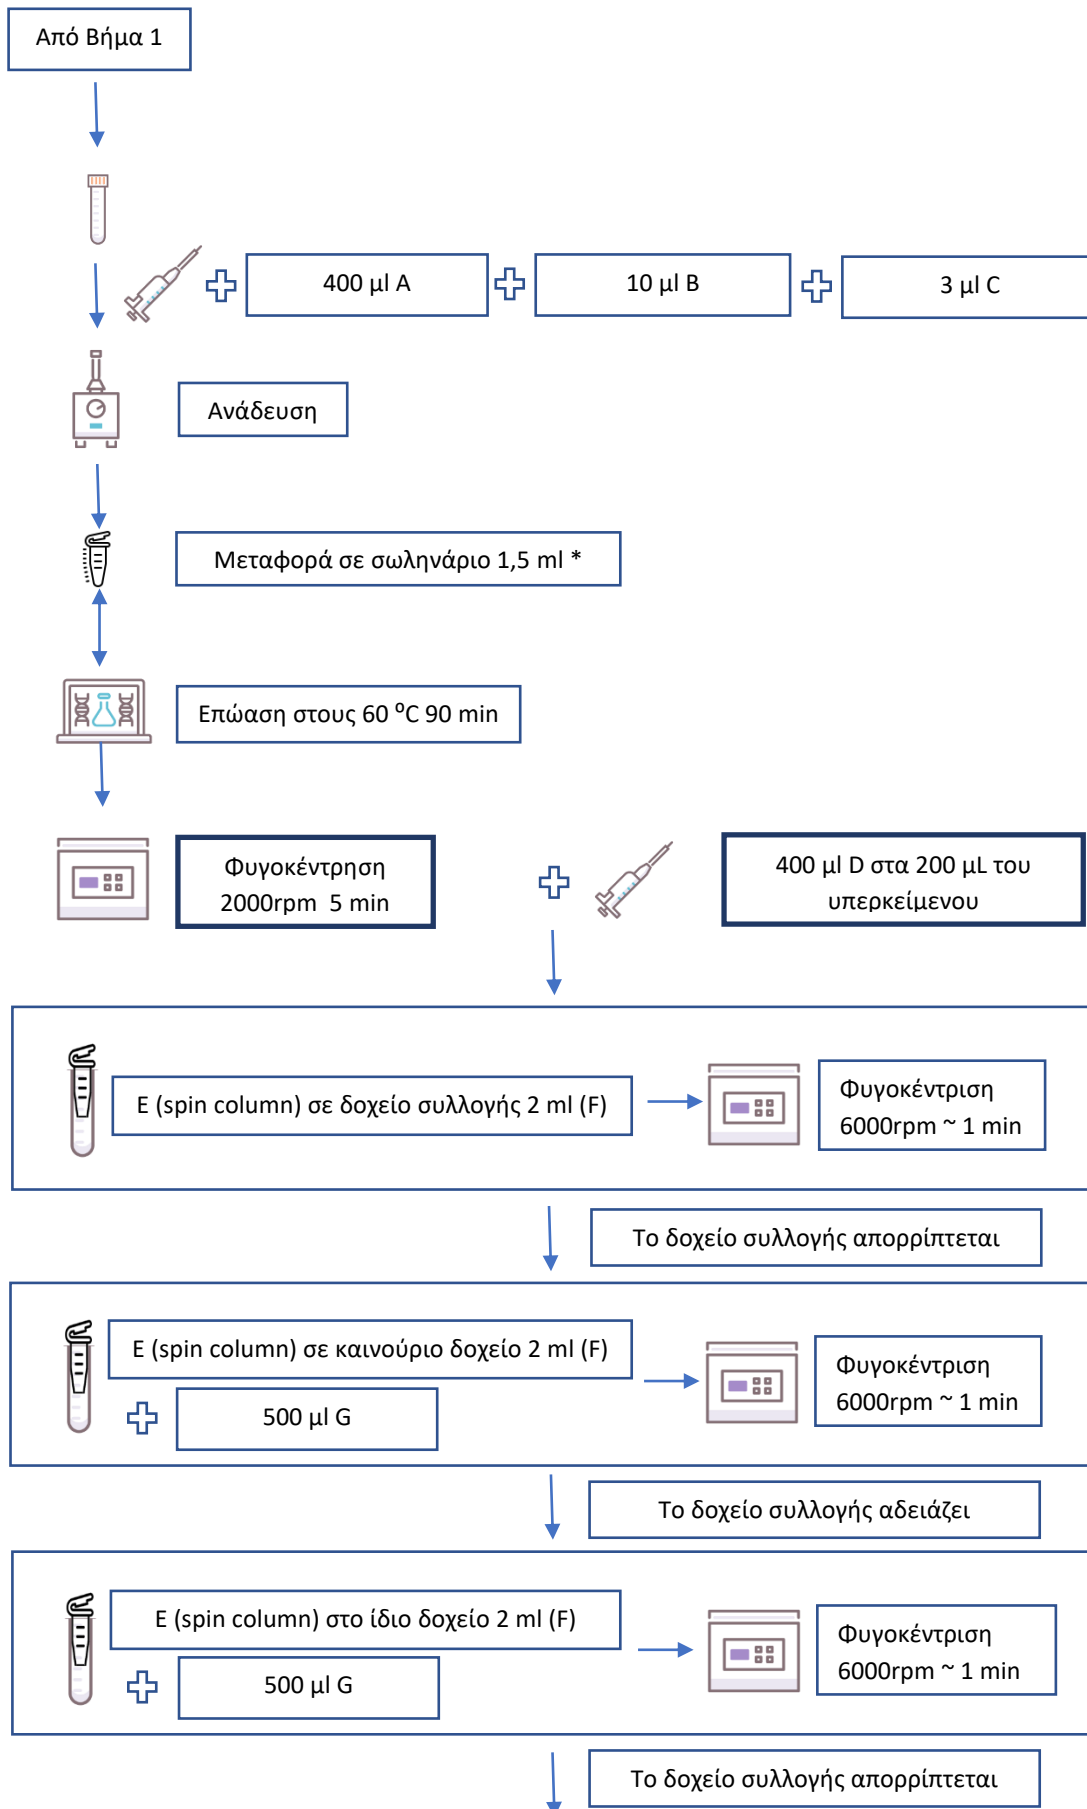 Από Βήμα 1
400 μl A
10 μl B
3 μl C
Ανάδευση
Μεταφορά σε σωληνάριο 1,5 ml *
Επώαση στους 60 ⁰C 90 min
Φυγοκέντρηση
2000rpm 5 min
400 μl D στα 200 μL του
υπερκείμενου
E (spin column) σε δοχείο συλλογής 2 ml (F)
Φυγοκέντριση
6000rpm ~ 1 min
Το δοχείο συλλογής απορρίπτεται
E (spin column) σε καινούριο δοχείο 2 ml (F)
500 μl G
Φυγοκέντριση
6000rpm ~ 1 min
Το δοχείο συλλογής αδειάζει
E (spin column) στο ίδιο δοχείο 2 ml (F)
500 μl G
Φυγοκέντριση
6000rpm ~ 1 min
Το δοχείο συλλογής απορρίπτεται